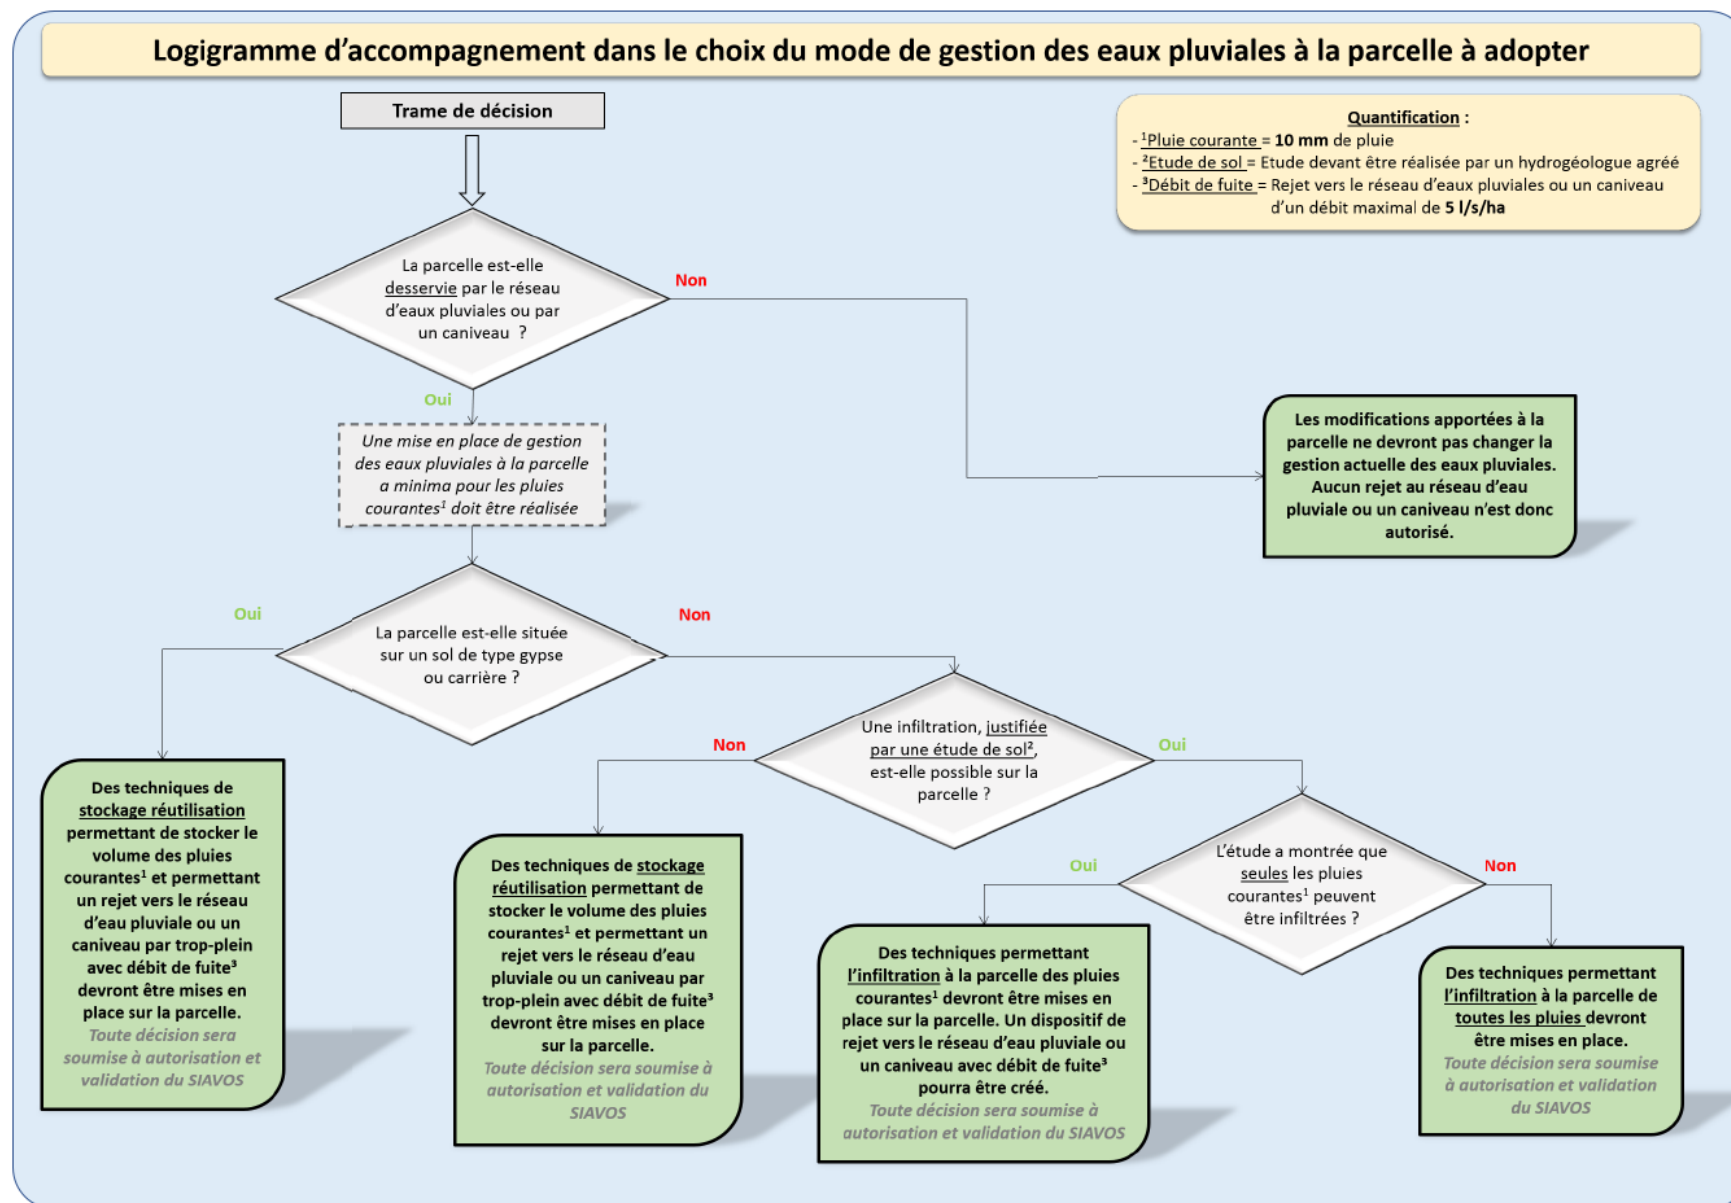 Logigramme d’accompagnement dans le choix du mode de gestion des eaux pluviales à la parcelle à adopter
Trame de décision
Quantification :
- ¹Pluie courante = 10 mm de pluie
- ²Etude de sol = Etude devant être réalisée par un hydrogéologue agréé
- ³Débit de fuite = Rejet vers le réseau d’eaux pluviales ou un caniveau
d’un débit maximal de 5 l/s/ha
La parcelle est-elle
desservie par le réseau
d’eaux pluviales ou par
un caniveau ?
Non
Oui
Les modifications apportées à la
parcelle ne devront pas changer la
gestion actuelle des eaux pluviales.
Aucun rejet au réseau d’eau
pluviale ou un caniveau n’est donc
autorisé.
Une mise en place de gestion
des eaux pluviales à la parcelle
a minima pour les pluies
courantes¹ doit être réalisée
Oui
Non
La parcelle est-elle située
sur un sol de type gypse
ou carrière ?
Non
Oui
Une infiltration, justifiée
par une étude de sol²,
est-elle possible sur la
parcelle ?
Oui
Non
L’étude a montrée que
seules les pluies
courantes¹ peuvent
être infiltrées ?
Des techniques de
stockage réutilisation
permettant de stocker le
volume des pluies
courantes¹ et permettant
un rejet vers le réseau
d’eau pluviale ou un
caniveau par trop-plein
avec débit de fuite³
devront être mises en
place sur la parcelle.
Toute décision sera
soumise à autorisation et
validation du SIAVOS
Des techniques de stockage
réutilisation permettant de
stocker le volume des pluies
courantes¹ et permettant un
rejet vers le réseau d’eau
pluviale ou un caniveau par
trop-plein avec débit de fuite³
devront être mises en place
sur la parcelle.
Toute décision sera soumise à
autorisation et validation du
SIAVOS
Des techniques permettant
l’infiltration à la parcelle des pluies
courantes¹ devront être mises en
place sur la parcelle. Un dispositif de
rejet vers le réseau d’eau pluviale ou
un caniveau avec débit de fuite³
pourra être créé.
Toute décision sera soumise à
autorisation et validation du SIAVOS
Des techniques permettant
l’infiltration à la parcelle de
toutes les pluies devront
être mises en place.
Toute décision sera soumise
à autorisation et validation
du SIAVOS